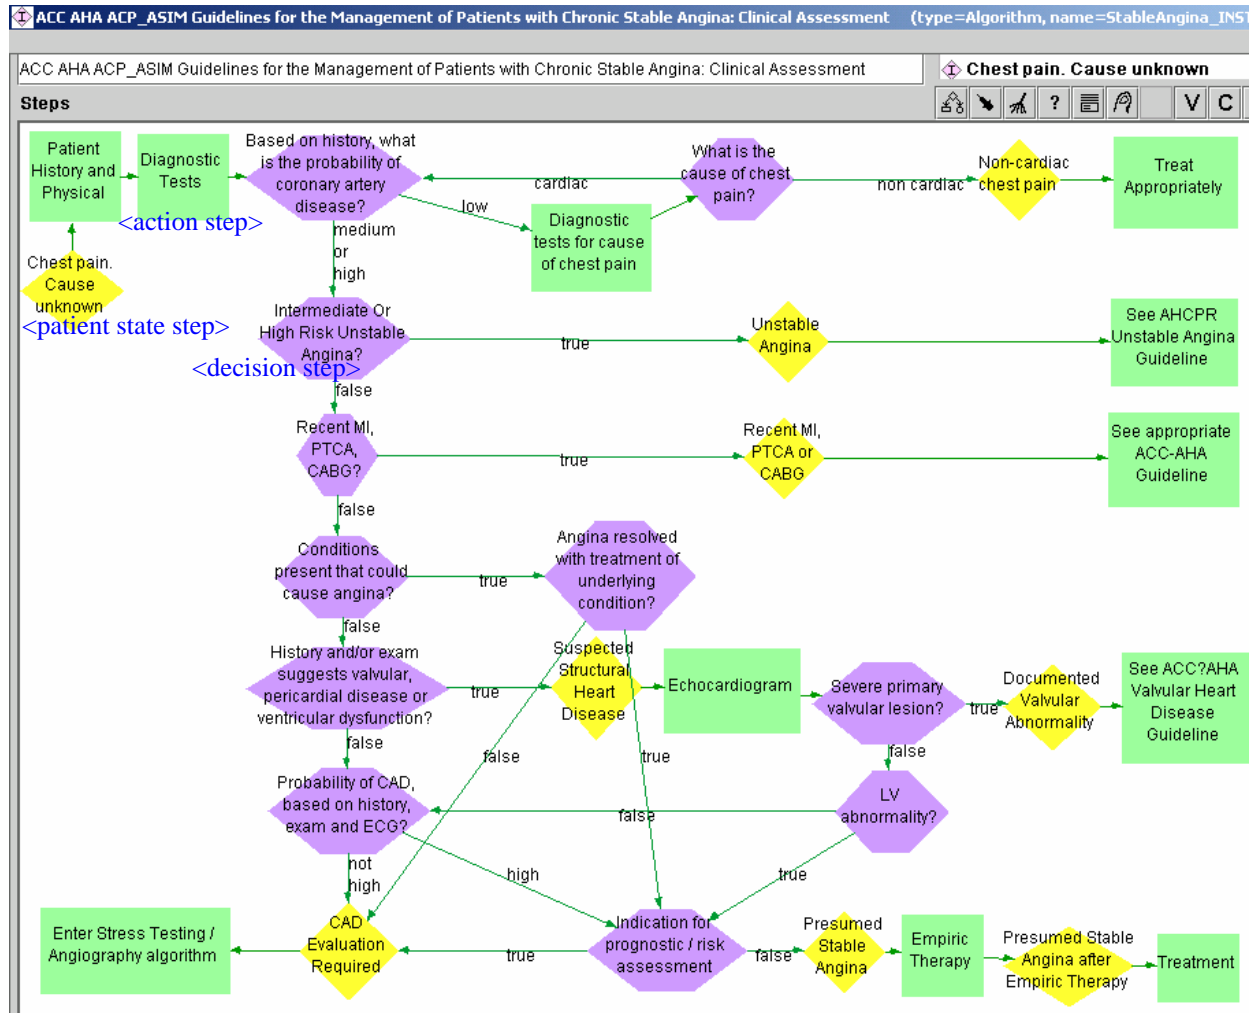 ACC AHA ACP_ASIM Guidelines for the Management of Patients with Chronic Stable Angina: Clinical Assessment (type=Algorithm, name=StableAngina_INST
ACC AHA ACP_ASIM Guidelines for the Management of Patients with Chronic Stable Angina: Clinical Assessment
Chest pain. Cause unknown
Steps
? V C
Patient
History and
Physical
Diagnostic
Tests
Based on history, what
is the probability of
coronary artery
disease?
What is the
cause of chest
pain?
Non-cardiac
chest pain
Treat
Appropriately
cardiac
non cardiac
low
Diagnostic
tests for cause
of chest pain
<action step>
medium
or
high
Chest pain.
Cause
unknown
<patient state step>
Intermediate Or
High Risk Unstable
Angina?
true
Unstable
Angina
See AHCPR
Unstable Angina
Guideline
<decision step>
false
Recent MI,
PTCA,
CABG?
true
Recent MI,
PTCA or
CABG
See appropriate
ACC-AHA
Guideline
false
Conditions
present that could
cause angina?
true
Angina resolved
with treatment of
underlying
condition?
false
History and/or exam
suggests valvular,
pericardial disease or
ventricular dysfunction?
true
Suspected
Structural
Heart
Disease
Echocardiogram
Severe primary
valvular lesion?
true
Documented
Valvular
Abnormality
See ACC?AHA
Valvular Heart
Disease
Guideline
false
false
true
false
Probability of CAD,
based on history,
exam and ECG?
false
LV
abnormality?
not
high
high
true
Enter Stress Testing /
Angiography algorithm
CAD
Evaluation
Required
true
Indication for
prognostic / risk
assessment
false
Presumed
Stable
Angina
Empiric
Therapy
Presumed Stable
Angina after
Empiric Therapy
Treatment